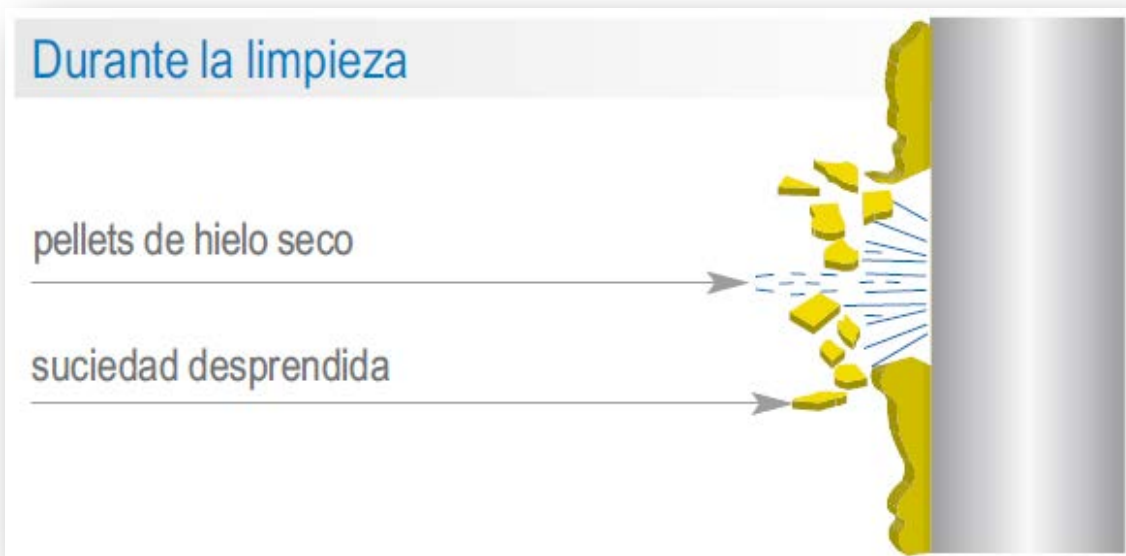 Durante la limpieza
pellets de hielo seco
suciedad desprendida